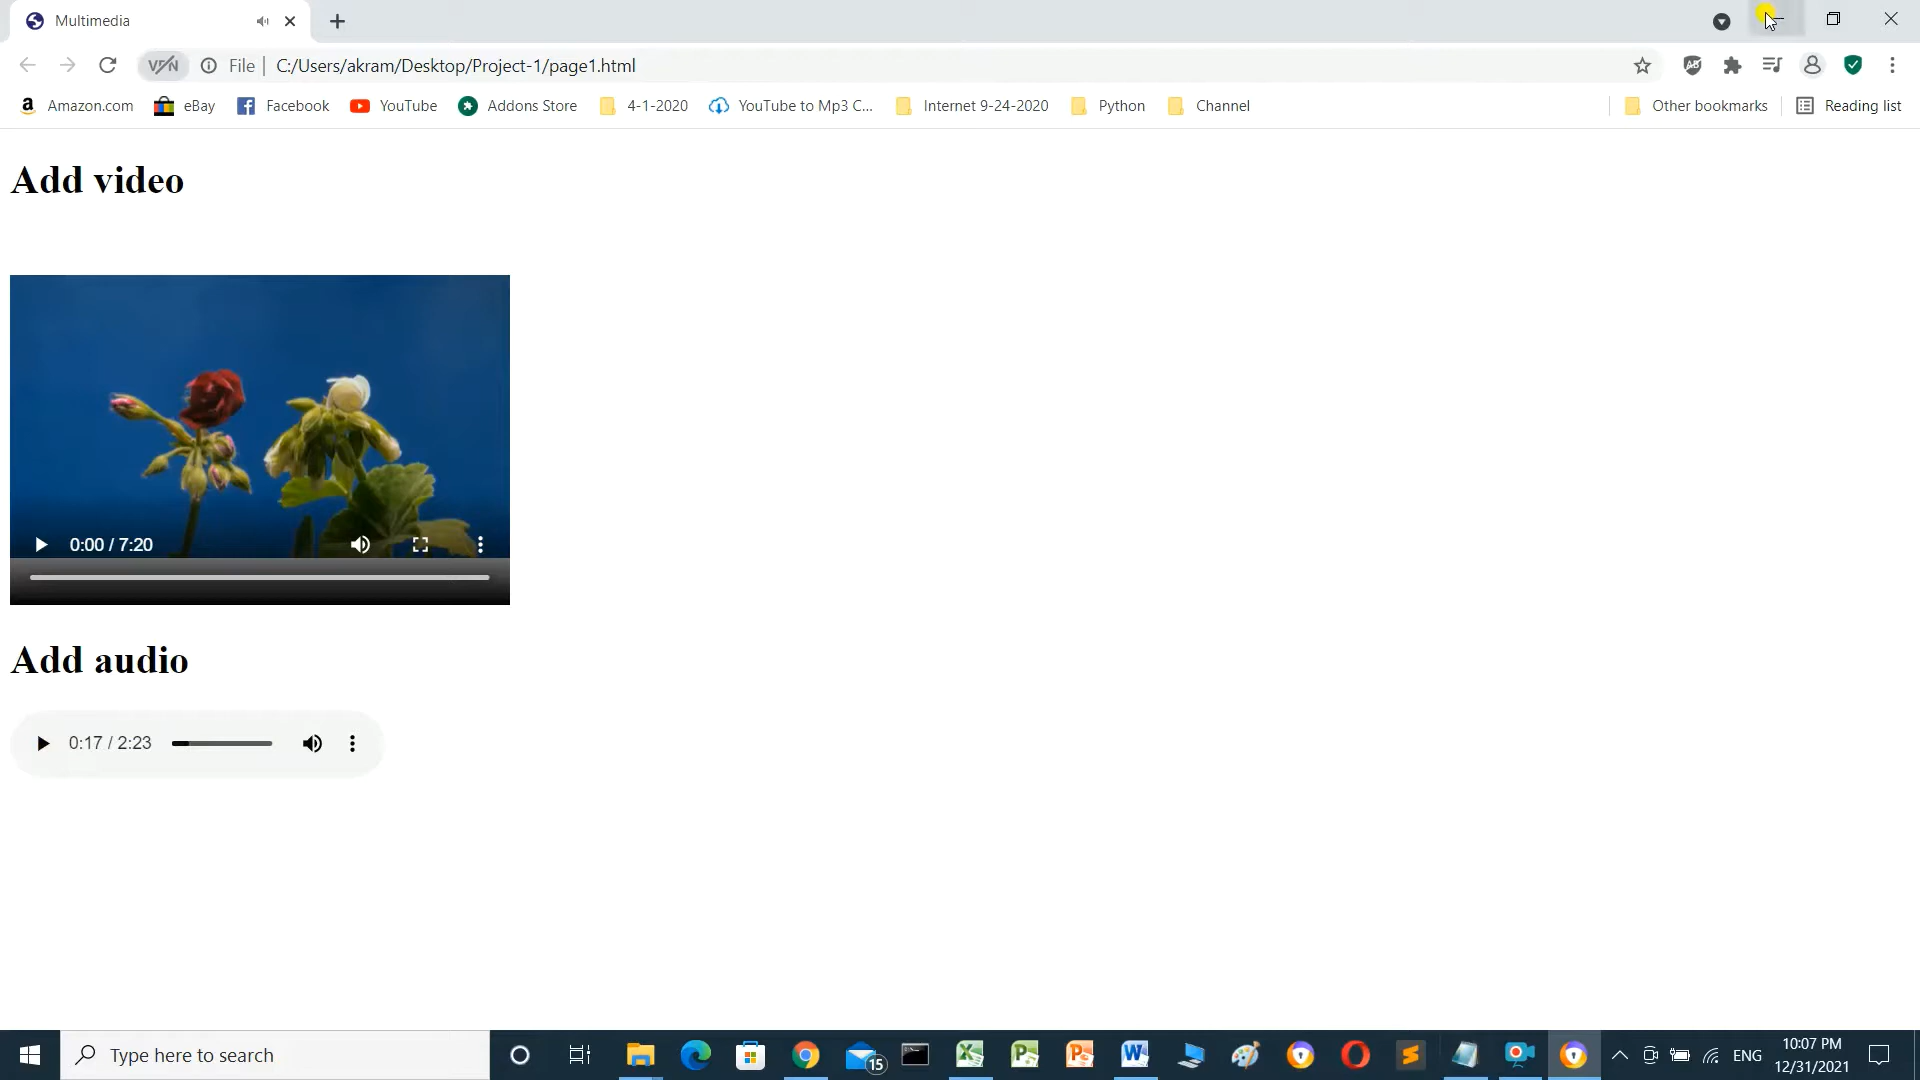 Multimedia
VPN File C:/Users/akram/Desktop/Project-1/page1.html
Amazon.com eBay Facebook YouTube Addons Store 4-1-2020 YouTube to Mp3 C... Internet 9-24-2020 Python Channel Other bookmarks Reading list
Add video
0:00 / 7:20
Add audio
0:17 / 2:23
Type here to search 15 ENG 10:07 PM
12/31/2021